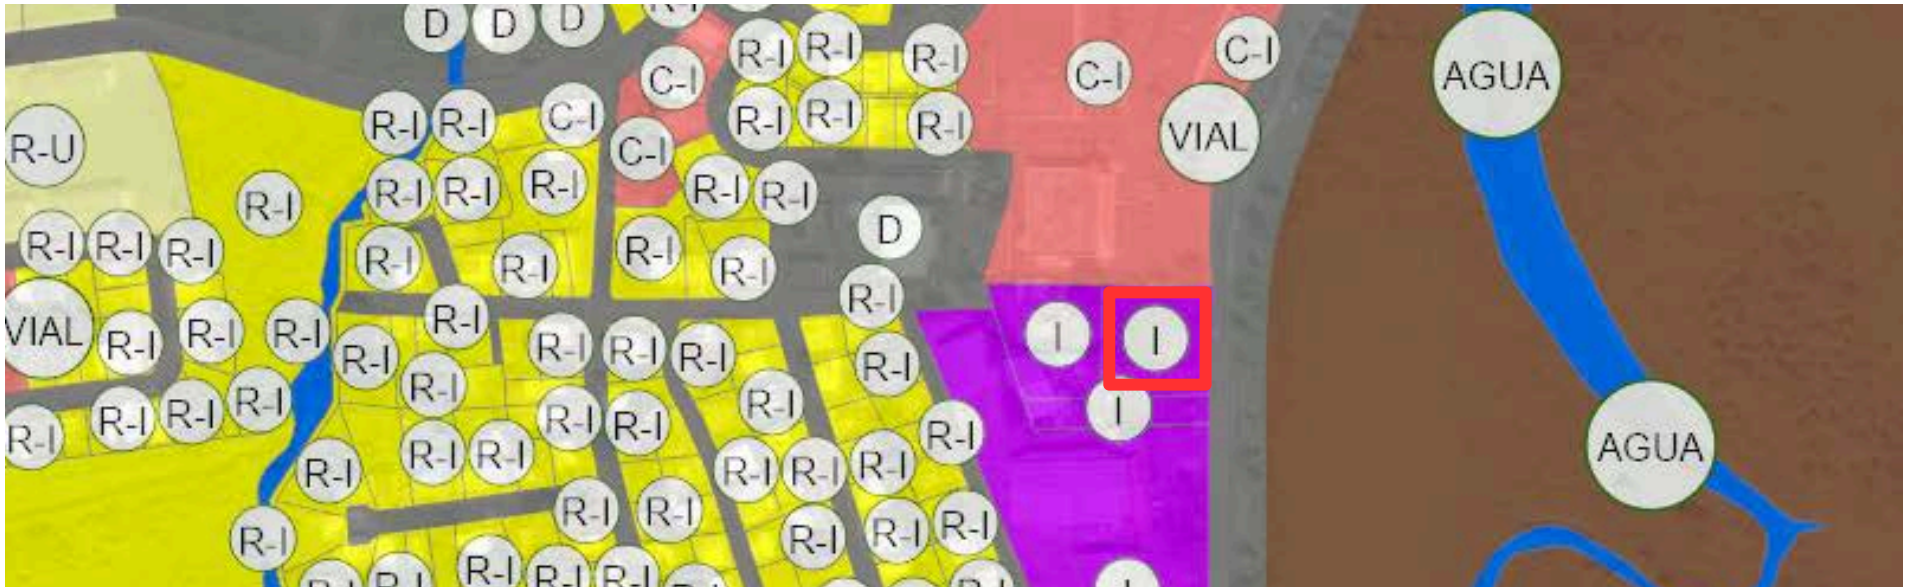 D D D R-I
R-I R-I R-I C-I
C-I C-I AGUA
R-I R-I C-I R-I R-I R-I VIAL
R-U C-I
R-I R-I R-I R-I R-I R-I
D
R-I R-I R-I R-I R-I R-I R-I
R-I
VIAL R-I R-I R-I R-I R-I R-I R-I R-I I I
R-I R-I R-I
R-I R-I R-I R-I R-I R-I R-I R-I I
R-I R-I R-I R-I R-I R-I R-I AGUA
R-I R-I R-I R-I R-I
R-I
R-I R-I R-I R-I R-I R-I I